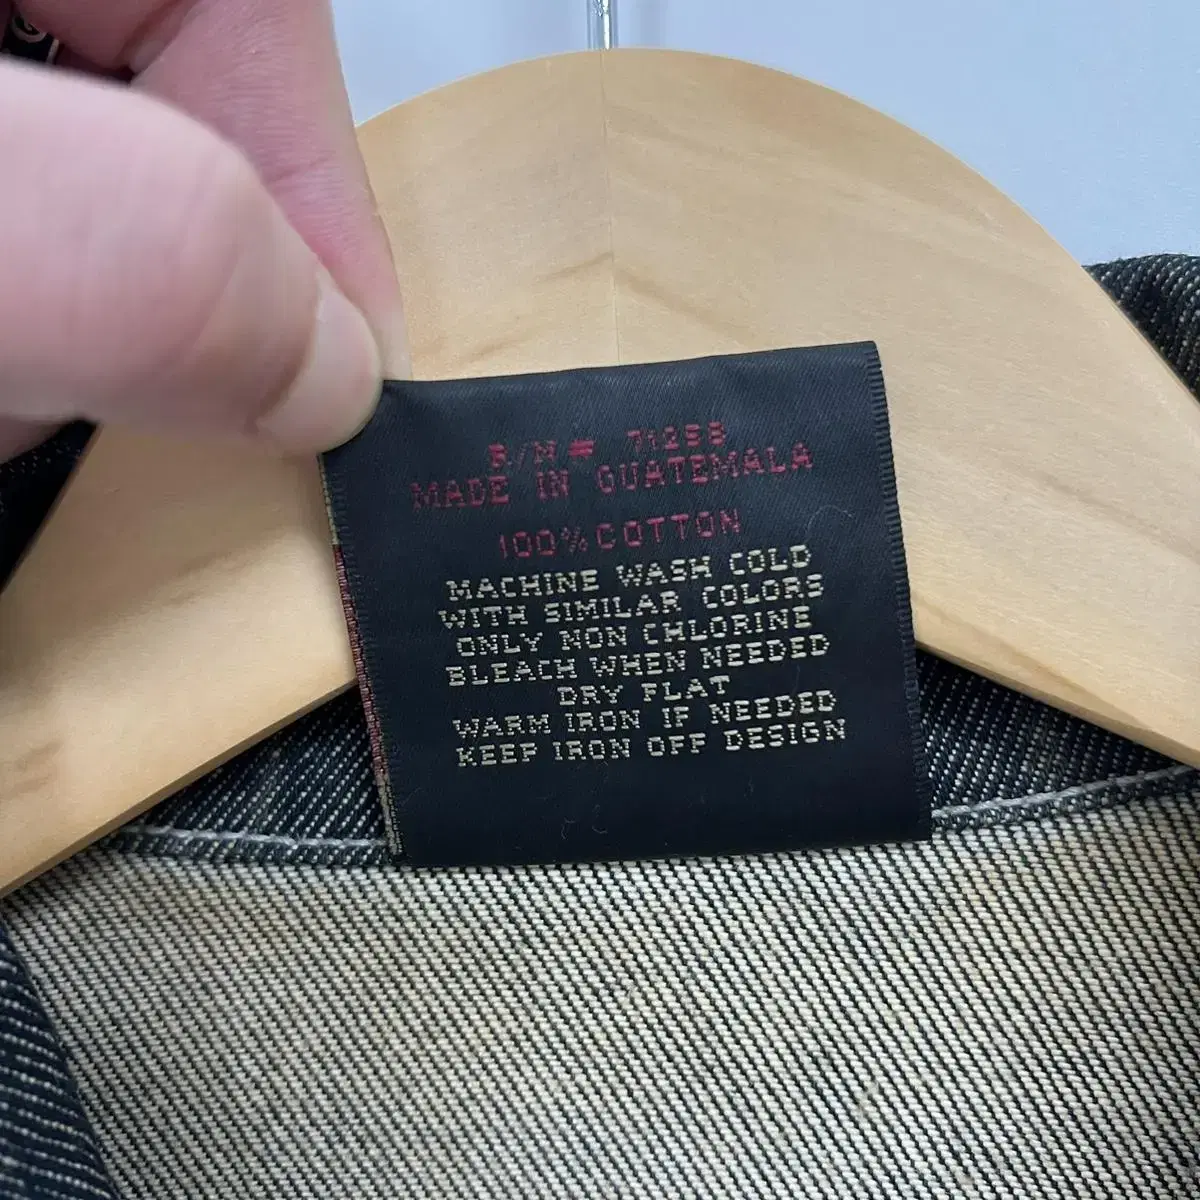 R/N # 71298
MADE IN GUATEMALA
100% COTTON
MACHINE WASH COLD
WITH SIMILAR COLORS
ONLY NON CHLORINE
BLEACH WHEN NEEDED
DRY FLAT
WARM IRON IF NEEDED
KEEP IRON OFF DESIGN